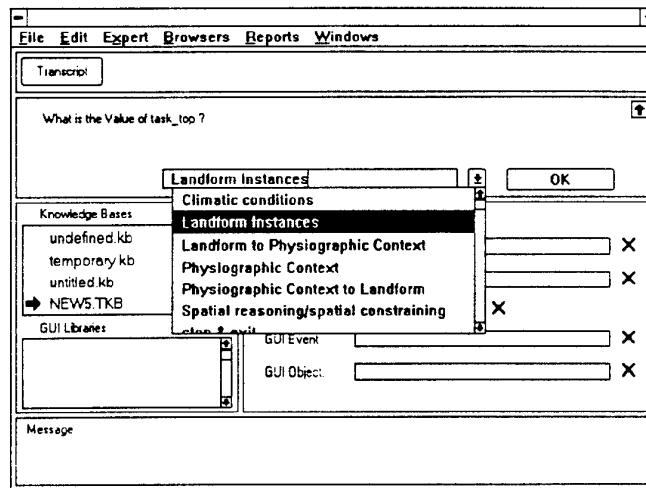 File Edit Expert Browsers Reports Windows
Transcript
What is the Value of task_top ?
Landform Instances
OK
Climatic conditions
Landform Instances
Landform to Physiographic Context
Physiographic Context
Physiographic Context to Landform
Spatial reasoning/spatial constraining
Knowledge Bases
undefined.kb
temporary kb
untitled.kb
NEW5.TKB
GUI Libraries
GUI Event
GUI Object:
Message